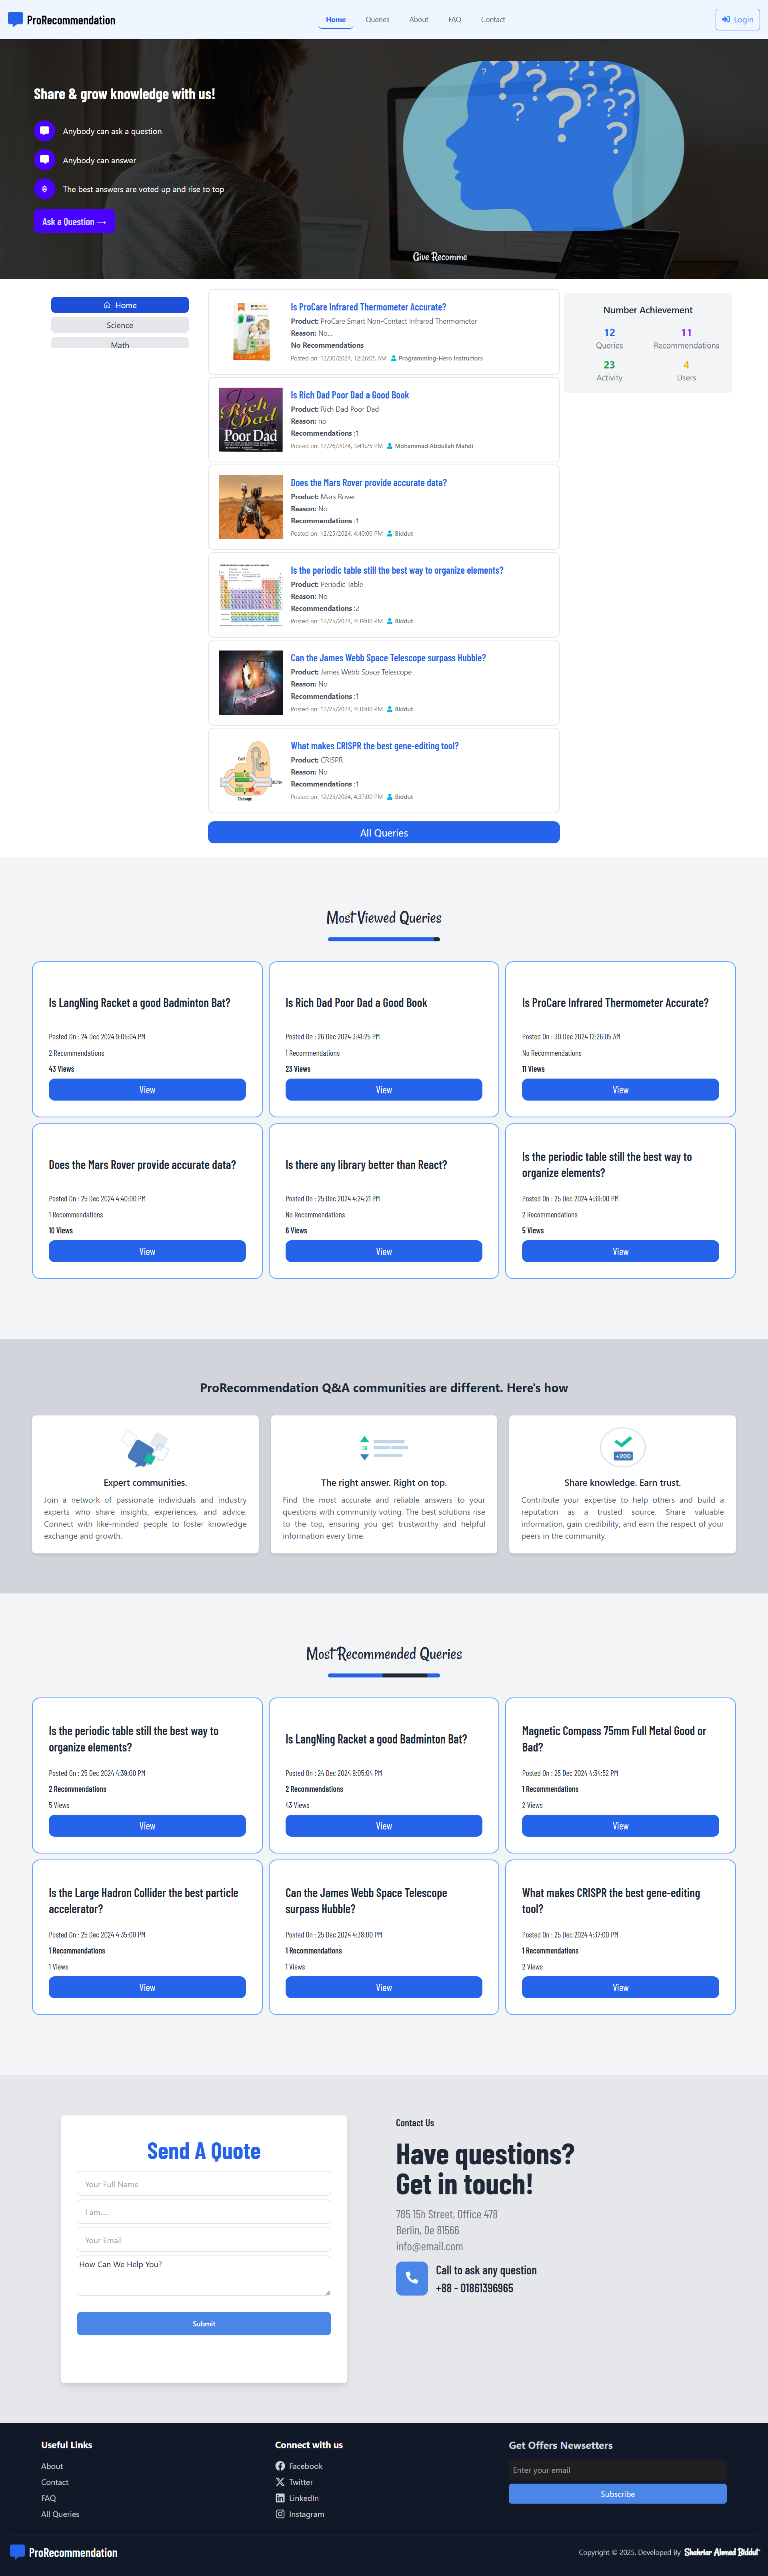 ProRecommendation
Home
Queries
About
FAQ
Contact
Login
Share & grow knowledge with us!
Anybody can ask a question
Anybody can answer
The best answers are voted up and rise to top
Ask a Question →
Give Recomme
Home
Science
Math
Is ProCare Infrared Thermometer Accurate?
Product: ProCare Smart Non-Contact Infrared Thermometer
Reason: No...
No Recommendations
Posted on: 12/30/2024, 12:26:05 AM Programming-Hero Instructors
Rich Dad
Poor Dad
Is Rich Dad Poor Dad a Good Book
Product: Rich Dad Poor Dad
Reason: no
Recommendations :1
Posted on: 12/26/2024, 3:41:25 PM Mohammad Abdullah Mahdi
Does the Mars Rover provide accurate data?
Product: Mars Rover
Reason: No
Recommendations :1
Posted on: 12/25/2024, 4:40:00 PM Biddut
Is the periodic table still the best way to organize elements?
Product: Periodic Table
Reason: No
Recommendations :2
Posted on: 12/25/2024, 4:39:00 PM Biddut
Can the James Webb Space Telescope surpass Hubble?
Product: James Webb Space Telescope
Reason: No
Recommendations :1
Posted on: 12/25/2024, 4:38:00 PM Biddut
Cleavage
What makes CRISPR the best gene-editing tool?
Product: CRISPR
Reason: No
Recommendations :1
Posted on: 12/25/2024, 4:37:00 PM Biddut
All Queries
Number Achievement
12
Queries
11
Recommendations
23
Activity
4
Users
Most Viewed Queries
Is LangNing Racket a good Badminton Bat?
Posted On : 24 Dec 2024 9:05:04 PM
2 Recommendations
43 Views
View
Is Rich Dad Poor Dad a Good Book
Posted On : 26 Dec 2024 3:41:25 PM
1 Recommendations
23 Views
View
Is ProCare Infrared Thermometer Accurate?
Posted On : 30 Dec 2024 12:26:05 AM
No Recommendations
11 Views
View
Does the Mars Rover provide accurate data?
Posted On : 25 Dec 2024 4:40:00 PM
1 Recommendations
10 Views
View
Is there any library better than React?
Posted On : 25 Dec 2024 4:24:21 PM
No Recommendations
6 Views
View
Is the periodic table still the best way to
organize elements?
Posted On : 25 Dec 2024 4:39:00 PM
2 Recommendations
5 Views
View
ProRecommendation Q&A communities are different. Here's how
Expert communities.
Join a network of passionate individuals and industry
experts who share insights, experiences, and advice.
Connect with like-minded people to foster knowledge
exchange and growth.
The right answer. Right on top.
Find the most accurate and reliable answers to your
questions with community voting. The best solutions rise
to the top, ensuring you get trustworthy and helpful
information every time.
+200
Share knowledge. Earn trust.
Contribute your expertise to help others and build a
reputation as a trusted source. Share valuable
information, gain credibility, and earn the respect of your
peers in the community.
Most Recommended Queries
Is the periodic table still the best way to
organize elements?
Posted On : 25 Dec 2024 4:39:00 PM
2 Recommendations
5 Views
View
Is LangNing Racket a good Badminton Bat?
Posted On : 24 Dec 2024 9:05:04 PM
2 Recommendations
43 Views
View
Magnetic Compass 75mm Full Metal Good or
Bad?
Posted On : 25 Dec 2024 4:34:52 PM
1 Recommendations
2 Views
View
Is the Large Hadron Collider the best particle
accelerator?
Posted On : 25 Dec 2024 4:35:00 PM
1 Recommendations
1 Views
View
Can the James Webb Space Telescope
surpass Hubble?
Posted On : 25 Dec 2024 4:38:00 PM
1 Recommendations
1 Views
View
What makes CRISPR the best gene-editing
tool?
Posted On : 25 Dec 2024 4:37:00 PM
1 Recommendations
2 Views
View
Send A Quote
Your Full Name
I am.....
Your Email
How Can We Help You?
Submit
Contact Us
Have questions?
Get in touch!
785 15h Street, Office 478
Berlin, De 81566
info@email.com
Call to ask any question
+88 - 01861396965
Useful Links
About
Contact
FAQ
All Queries
Connect with us
Facebook
Twitter
LinkedIn
Instagram
Get Offers Newsetters
Enter your email
Subscribe
ProRecommendation
Copyright © 2025. Developed By Shahriar Ahmed Biddut